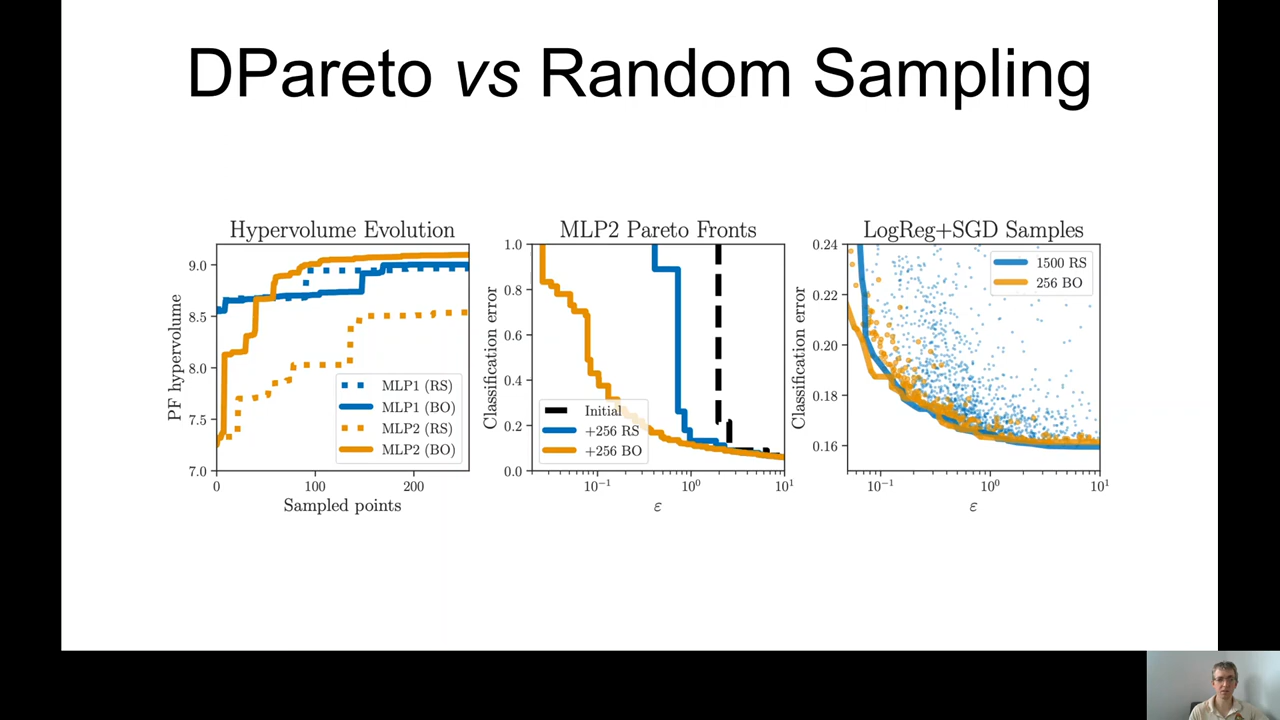 DPareto vs Random Sampling
Hypervolume Evolution
PF hypervolume
9.0
8.5
8.0
7.5
7.0
MLP1 (RS)
MLP1 (BO)
MLP2 (RS)
MLP2 (BO)
0
100
200
Sampled points
MLP2 Pareto Fronts
Classification error
1.0
0.8
0.6
0.4
0.2
0.0
Initial
+256 RS
+256 BO
10⁻¹
10⁰
10¹
ε
LogReg+SGD Samples
Classification error
0.24
0.22
0.20
0.18
0.16
1500 RS
256 BO
10⁻¹
10⁰
10¹
ε